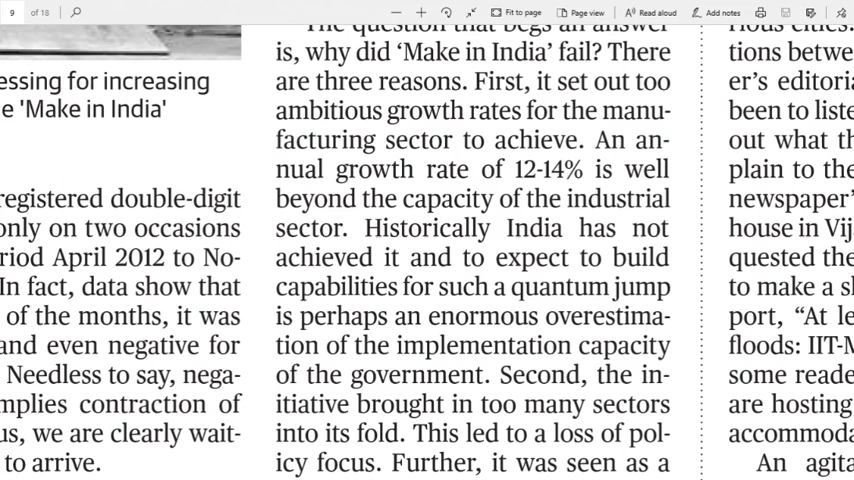 9 of 18
Fit to page
Page view
Read aloud
Add notes
essing for increasing
e 'Make in India'
registered double-digit
only on two occasions
riod April 2012 to No-
In fact, data show that
of the months, it was
and even negative for
Needless to say, nega-
mplies contraction of
us, we are clearly wait-
to arrive.
The question that begs an answer
is, why did ‘Make in India’ fail? There
are three reasons. First, it set out too
ambitious growth rates for the manu-
facturing sector to achieve. An an-
nual growth rate of 12-14% is well
beyond the capacity of the industrial
sector. Historically India has not
achieved it and to expect to build
capabilities for such a quantum jump
is perhaps an enormous overestima-
tion of the implementation capacity
of the government. Second, the in-
itiative brought in too many sectors
into its fold. This led to a loss of pol-
icy focus. Further, it was seen as a
rious cities.
tions betwe
er’s editoria
been to liste
out what th
plain to the
newspaper’
house in Vij
quested the
to make a sl
port, “At le
floods: IIT-M
some reade
are hosting
accommoda
An agita